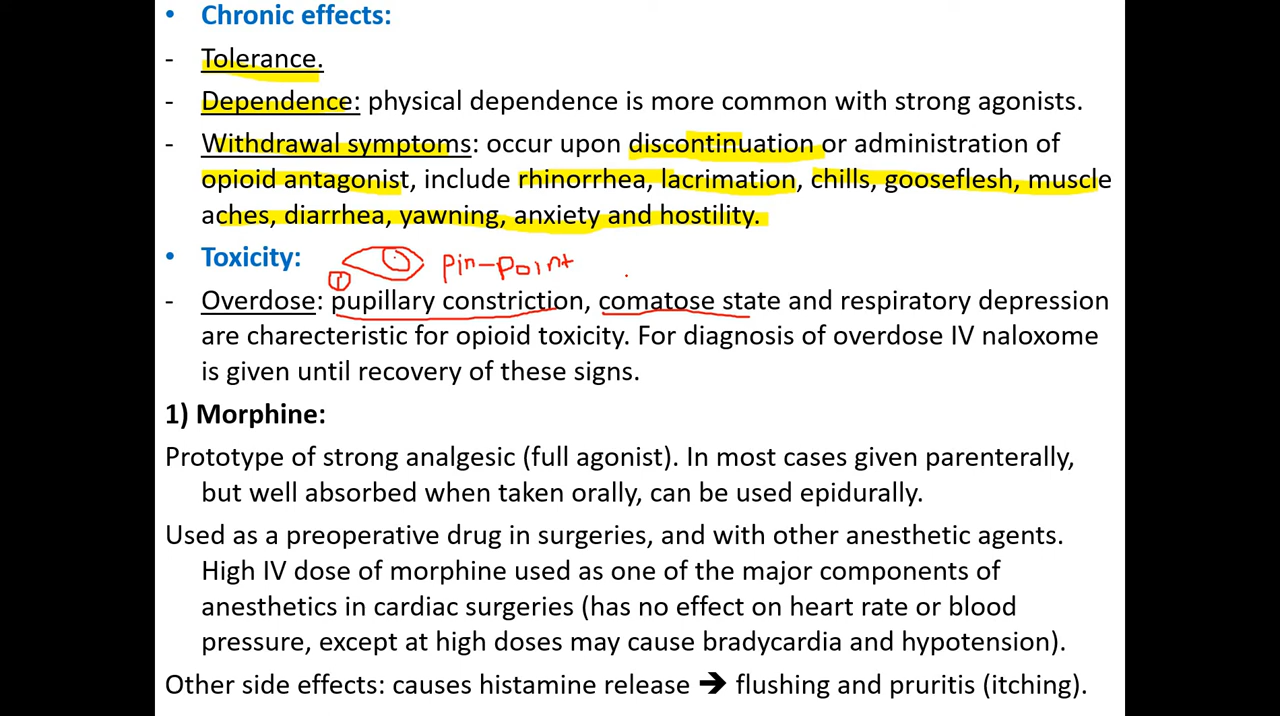 • Chronic effects:
- Tolerance.
- Dependence: physical dependence is more common with strong agonists.
- Withdrawal symptoms: occur upon discontinuation or administration of
opioid antagonist, include rhinorrhea, lacrimation, chills, gooseflesh, muscle
aches, diarrhea, yawning, anxiety and hostility.
• Toxicity:
Pin-Point
①
- Overdose: pupillary constriction, comatose state and respiratory depression
are charecteristic for opioid toxicity. For diagnosis of overdose IV naloxome
is given until recovery of these signs.
1) Morphine:
Prototype of strong analgesic (full agonist). In most cases given parenterally,
but well absorbed when taken orally, can be used epidurally.
Used as a preoperative drug in surgeries, and with other anesthetic agents.
High IV dose of morphine used as one of the major components of
anesthetics in cardiac surgeries (has no effect on heart rate or blood
pressure, except at high doses may cause bradycardia and hypotension).
Other side effects: causes histamine release ➔ flushing and pruritis (itching).